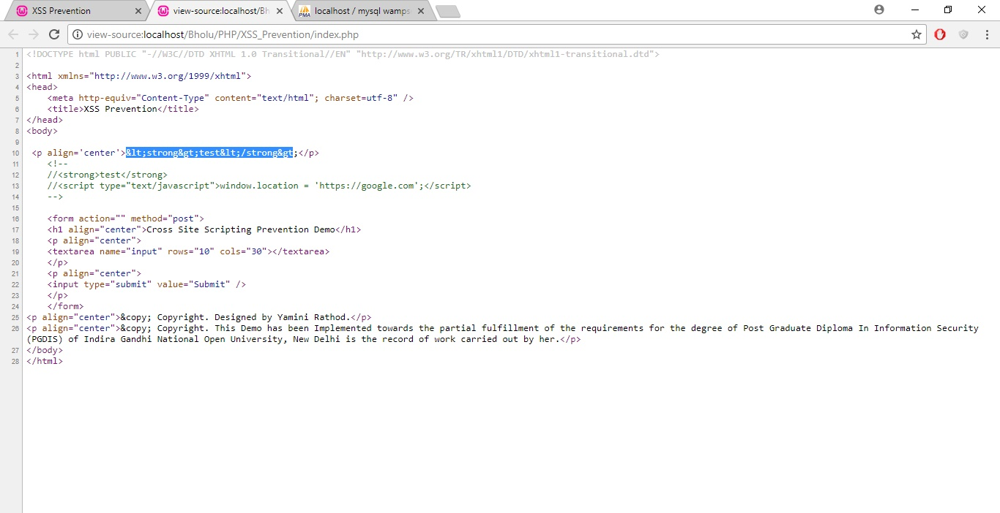 XSS Prevention
view-source:localhost/Bh
localhost / mysql wamps
view-source:localhost/Bholu/PHP/XSS_Prevention/index.php
1 <!DOCTYPE html PUBLIC "-//W3C//DTD XHTML 1.0 Transitional//EN" "http://www.w3.org/TR/xhtml1/DTD/xhtml1-transitional.dtd">
2
3 <html xmlns="http://www.w3.org/1999/xhtml">
4 <head>
5 <meta http-equiv="Content-Type" content="text/html"; charset=utf-8" />
6 <title>XSS Prevention</title>
7 </head>
8 <body>
9
10 <p align='center'>&lt;strong&gt;test&lt;/strong&gt;</p>
11 <!--
12 //<strong>test</strong>
13 //<script type="text/javascript">window.location = 'https://google.com';</script>
14 -->
15
16 <form action="" method="post">
17 <h1 align="center">Cross Site Scripting Prevention Demo</h1>
18 <p align="center">
19 <textarea name="input" rows="10" cols="30"></textarea>
20 </p>
21 <p align="center">
22 <input type="submit" value="Submit" />
23 </p>
24 </form>
25 <p align="center">&copy; Copyright. Designed by Yamini Rathod.</p>
26 <p align="center">&copy; Copyright. This Demo has been Implemented towards the partial fulfillment of the requirements for the degree of Post Graduate Diploma In Information Security
(PGDIS) of Indira Gandhi National Open University, New Delhi is the record of work carried out by her.</p>
27 </body>
28 </html>